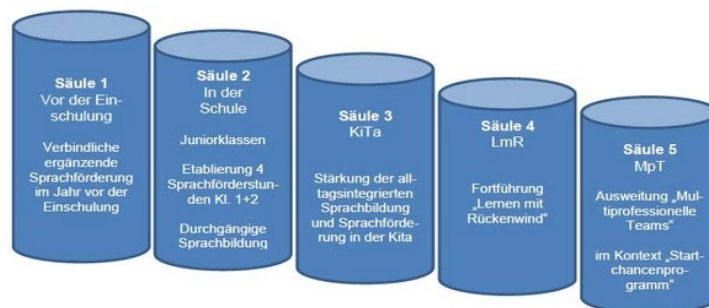 Säule 1
Vor der Ein-
schulung
Verbindliche
ergänzende
Sprachförderung
im Jahr vor der
Einschulung
Säule 2
In der
Schule
Juniorklassen
Etablierung 4
Sprachförderstun-
den Kl. 1+2
Durchgängige
Sprachbildung
Säule 3
KiTa
Stärkung der all-
tagsintegrierten
Sprachbildung
und Sprachförde-
rung in der Kita
Säule 4
LmR
Fortführung
„Lernen mit
Rückenwind"
Säule 5
MpT
Ausweitung „Mul-
tiprofessionelle
Teams"
im Kontext „Start-
chancenpro-
gramm"